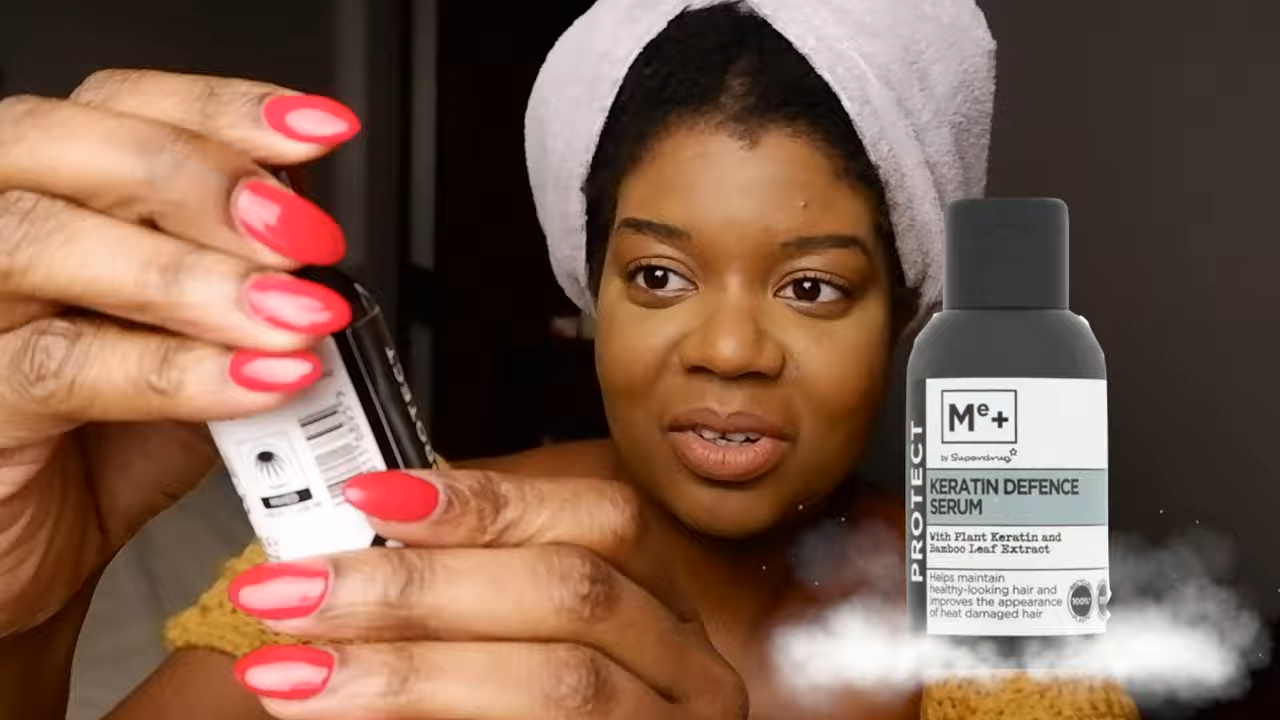 Me+
by Superdrug
PROTECT
KERATIN DEFENCE
SERUM
With Plant Keratin and
Bamboo Leaf Extract
Helps maintain
healthy-looking hair and
improves the appearance
of heat damaged hair
100%